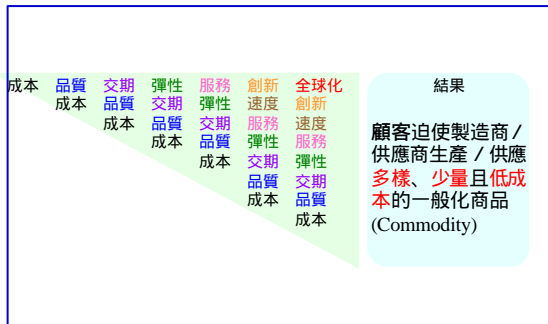 成本 品質 交期 彈性 服務 創新 全球化
成本 品質 交期 彈性 速度 創新
成本 品質 交期 服務 速度
成本 品質 彈性 服務
成本 交期 彈性
品質 交期
成本 品質
成本
結果
顧客迫使製造商/
供應商生產/供應
多樣、少量且低成
本的一般化商品
(Commodity)